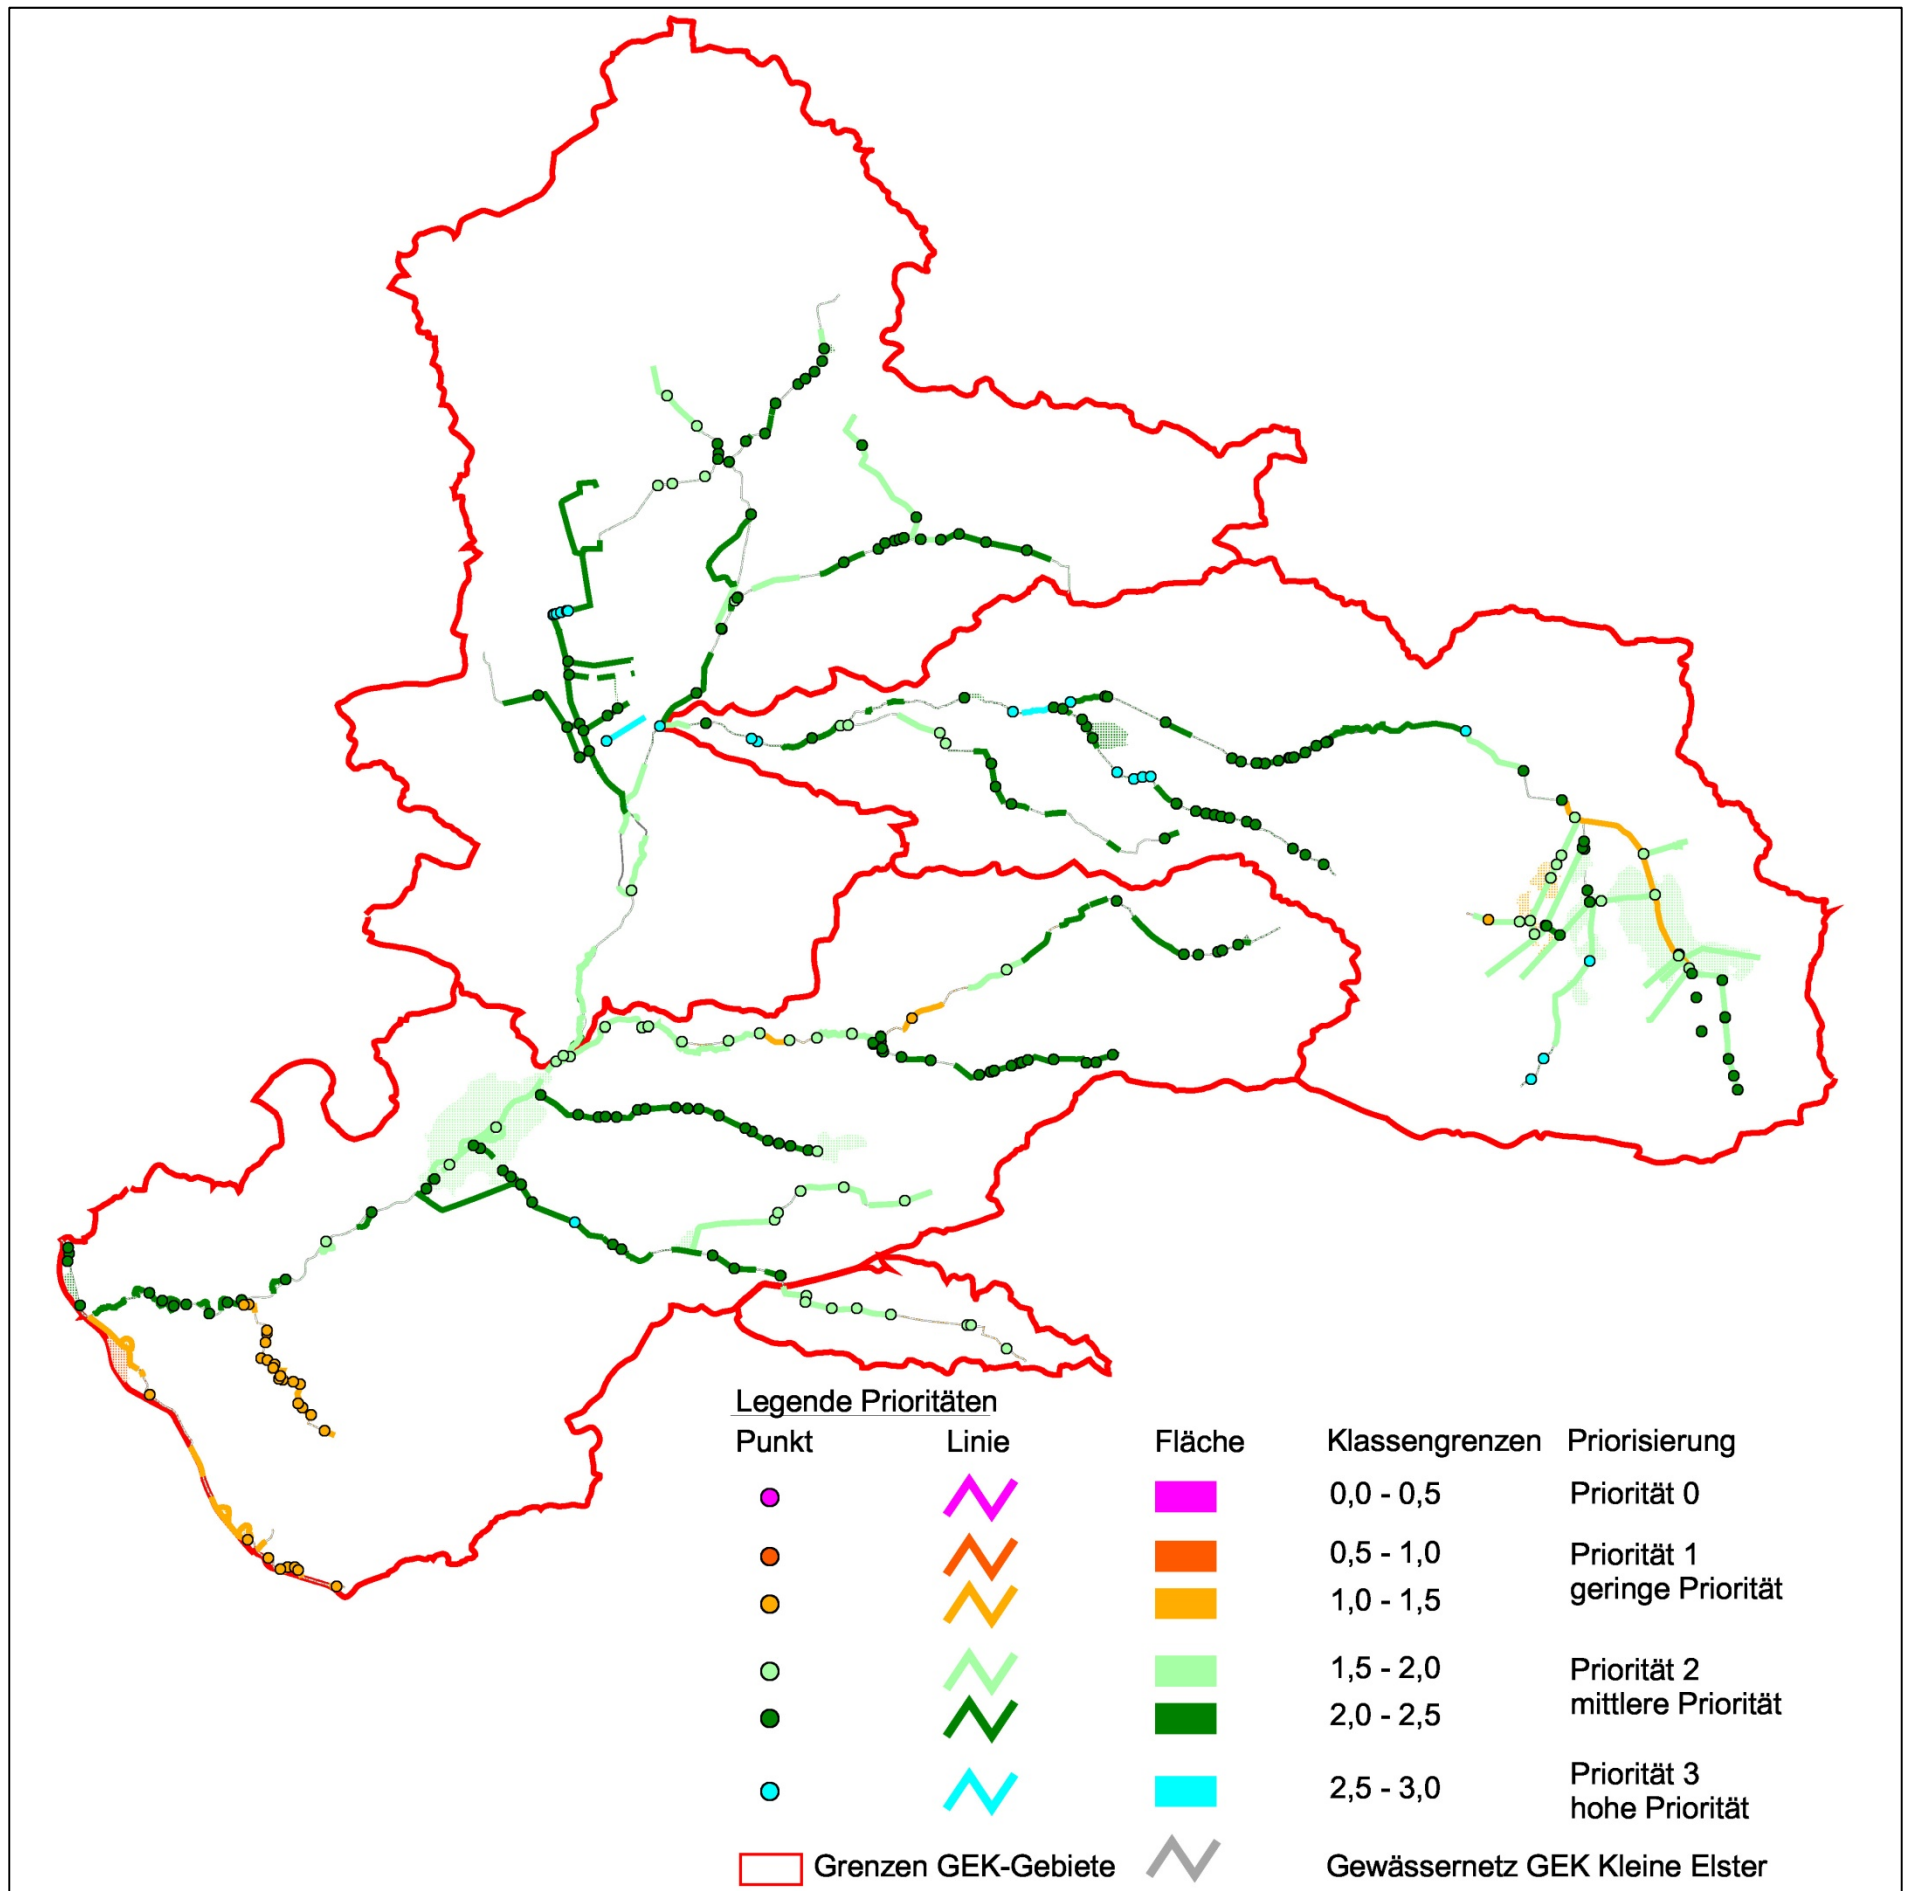 Legende Prioritäten
Punkt Linie Fläche Klassengrenzen Priorisierung
0,0 - 0,5 Priorität 0
0,5 - 1,0 Priorität 1
geringe Priorität
1,0 - 1,5
1,5 - 2,0 Priorität 2
mittlere Priorität
2,0 - 2,5
2,5 - 3,0 Priorität 3
hohe Priorität
Grenzen GEK-Gebiete Gewässernetz GEK Kleine Elster